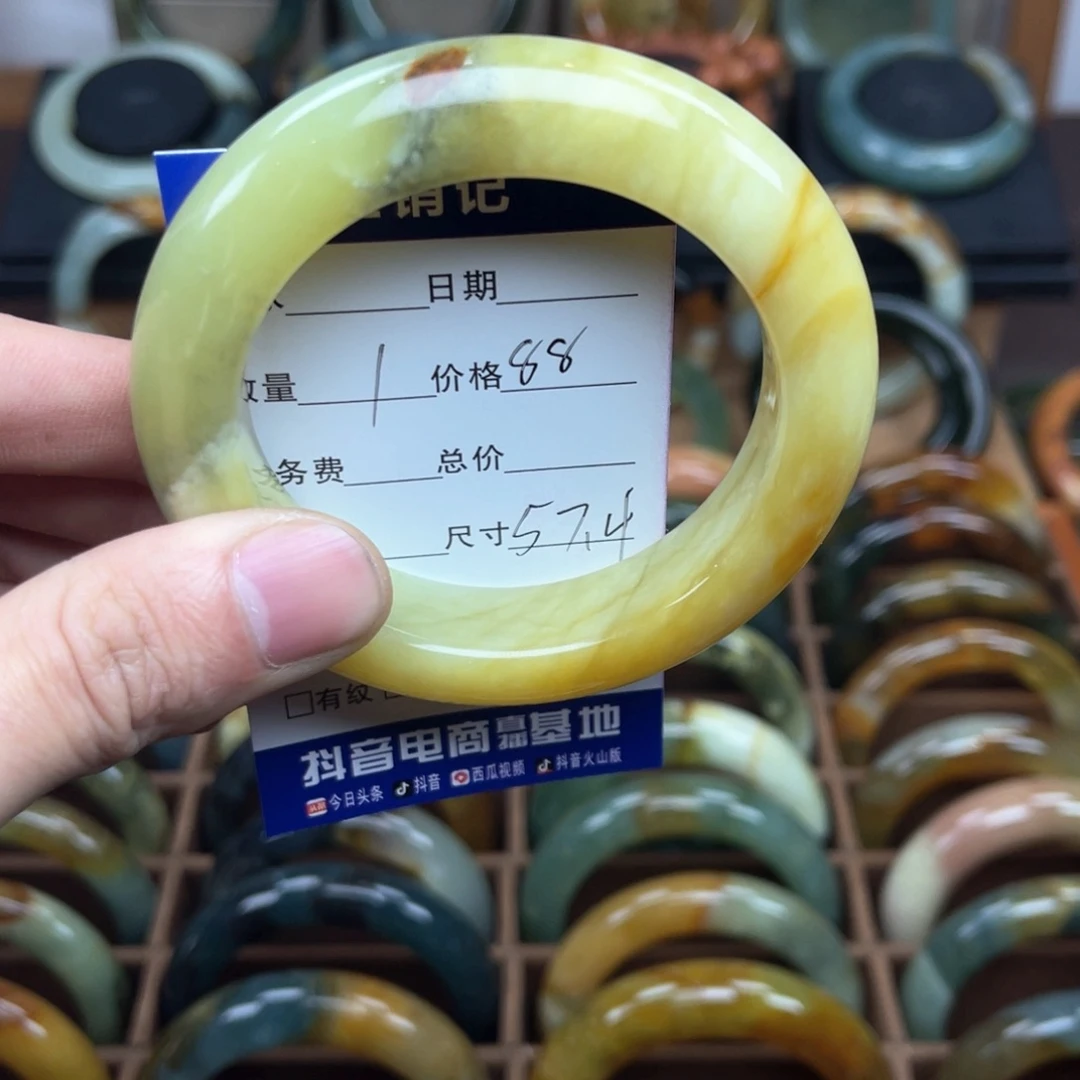 销记
日期
数量 1 价格 88
务费 总价
尺寸 57.4
□有纹
抖音电商直播基地
今日头条 抖音 西瓜视频 抖音火山版